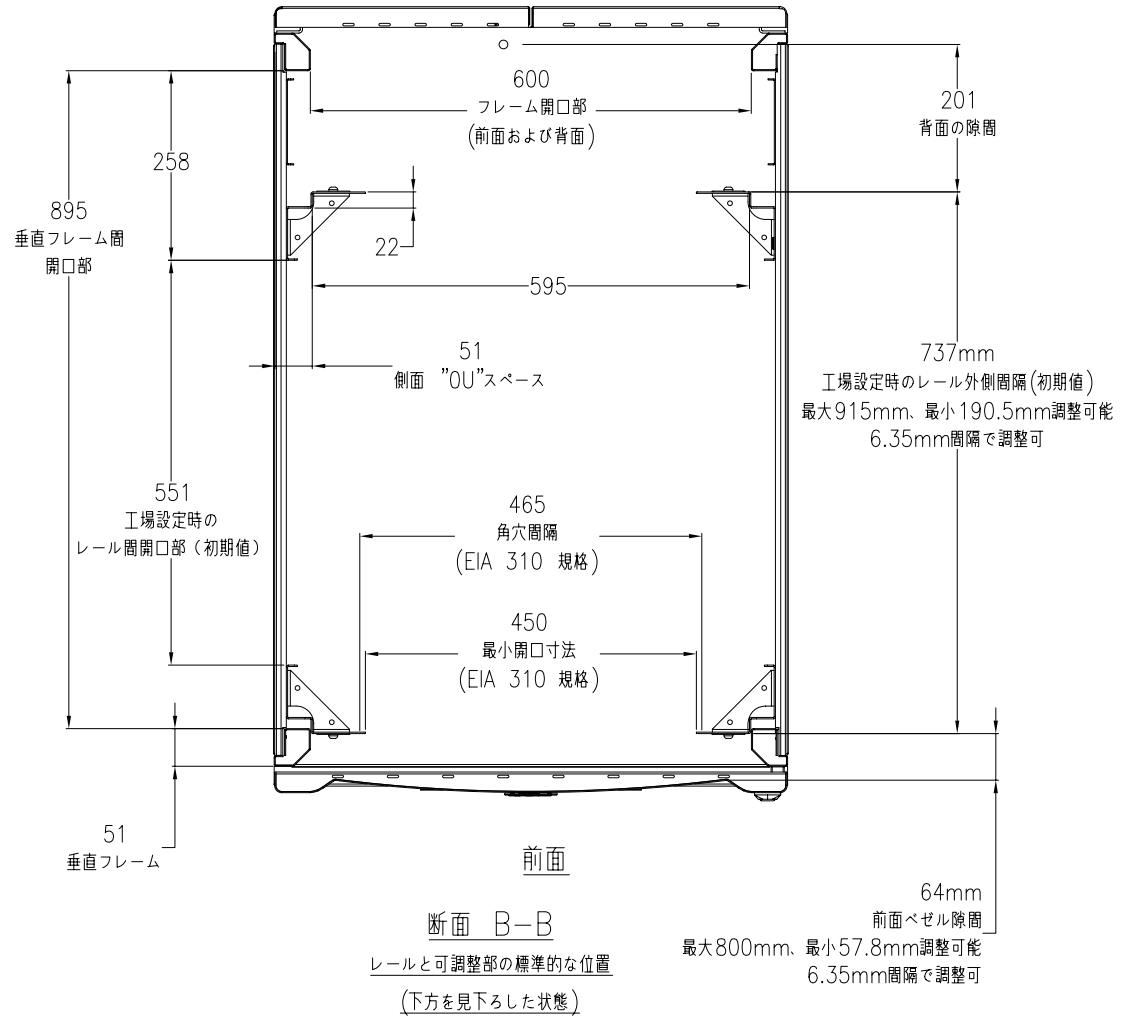 600
フレーム開口部
(前面および背面)
201
背面の隙間
258
895
垂直フレーム間
開口部
22
595
51
側面 "0U"スペース
737mm
工場設定時のレール外側間隔(初期値)
最大915mm、最小190.5mm調整可能
6.35mm間隔で調整可
551
工場設定時の
レール間開口部(初期値)
465
角穴間隔
(EIA 310 規格)
450
最小開口寸法
(EIA 310 規格)
51
垂直フレーム
前面
64mm
前面ベゼル隙間
最大800mm、最小57.8mm調整可能
6.35mm間隔で調整可
断面 B-B
レールと可調整部の標準的な位置
(下方を見下ろした状態)